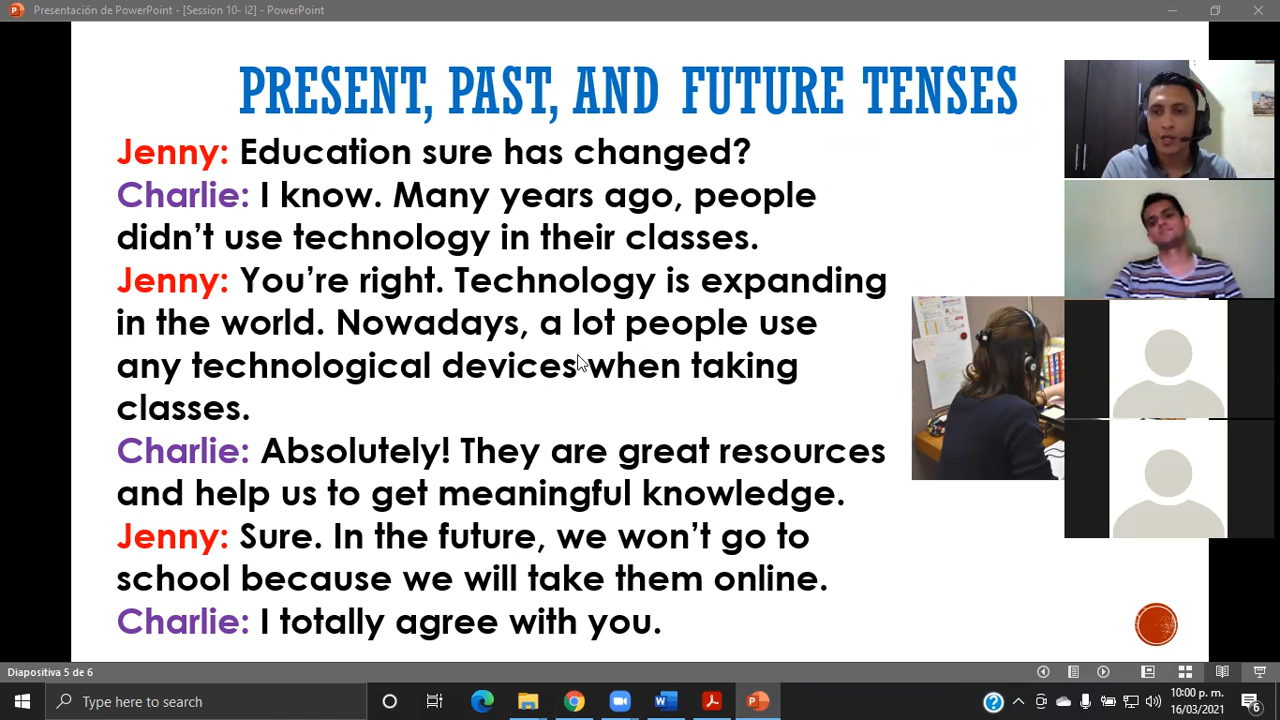 Presentación de PowerPoint - [Session 10- I2] - PowerPoint
PRESENT, PAST, AND FUTURE TENSES
Jenny: Education sure has changed?
Charlie: I know. Many years ago, people
didn't use technology in their classes.
Jenny: You're right. Technology is expanding
in the world. Nowadays, a lot people use
any technological devices when taking
classes.
Charlie: Absolutely! They are great resources
and help us to get meaningful knowledge.
Jenny: Sure. In the future, we won't go to
school because we will take them online.
Charlie: I totally agree with you.
Diapositiva 5 de 6
Type here to search
10:00 p. m.
16/03/2021
6